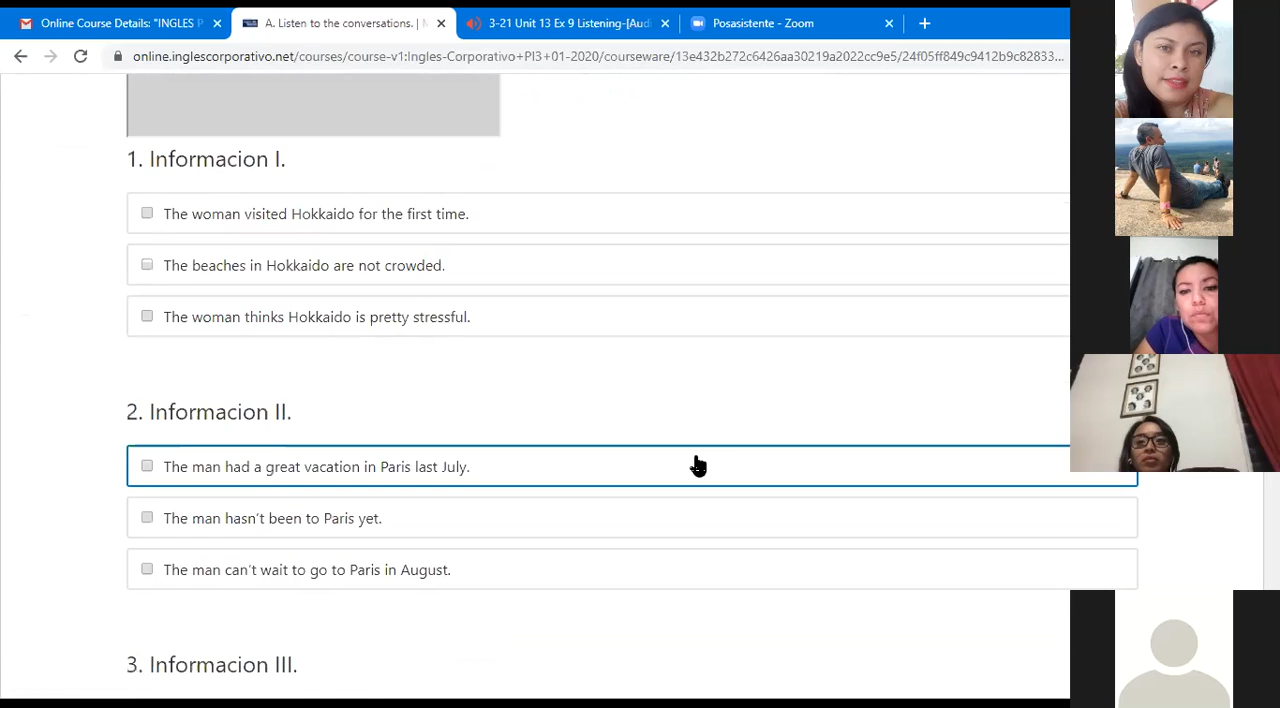 Online Course Details: "INGLES P
A. Listen to the conversations. | M
3-21 Unit 13 Ex 9 Listening-[Aud
Posasistente - Zoom
online.inglescorporativo.net/courses/course-v1:Ingles-Corporativo+PI3+01-2020/courseware/13e432b272c6426aa30219a2022cc9e5/24f05ff849c9412b9c82833...
1. Informacion I.
The woman visited Hokkaido for the first time.
The beaches in Hokkaido are not crowded.
The woman thinks Hokkaido is pretty stressful.
2. Informacion II.
The man had a great vacation in Paris last July.
The man hasn't been to Paris yet.
The man can't wait to go to Paris in August.
3. Informacion III.